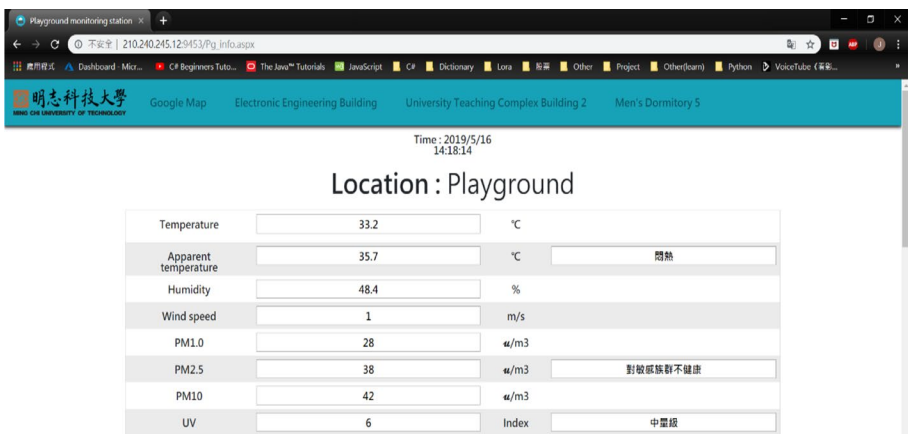 Playground monitoring station
不安全 | 210.240.245.12:9453/Pg_info.aspx
應用程式 Dashboard - Micr... C# Beginners Tuto... The Java™ Tutorials JavaScript C# Dictionary Lora 股票 Other Project Other(learn) Python VoiceTube《看影...
明志科技大學 Google Map Electronic Engineering Building University Teaching Complex Building 2 Men's Dormitory 5
MING CHI UNIVERSITY OF TECHNOLOGY
Time : 2019/5/16
14:18:14
Location : Playground
Temperature 33.2 ℃
Apparent temperature 35.7 ℃ 悶熱
Humidity 48.4 %
Wind speed 1 m/s
PM1.0 28 u/m3
PM2.5 38 u/m3 對敏感族群不健康
PM10 42 u/m3
UV 6 Index 中量級